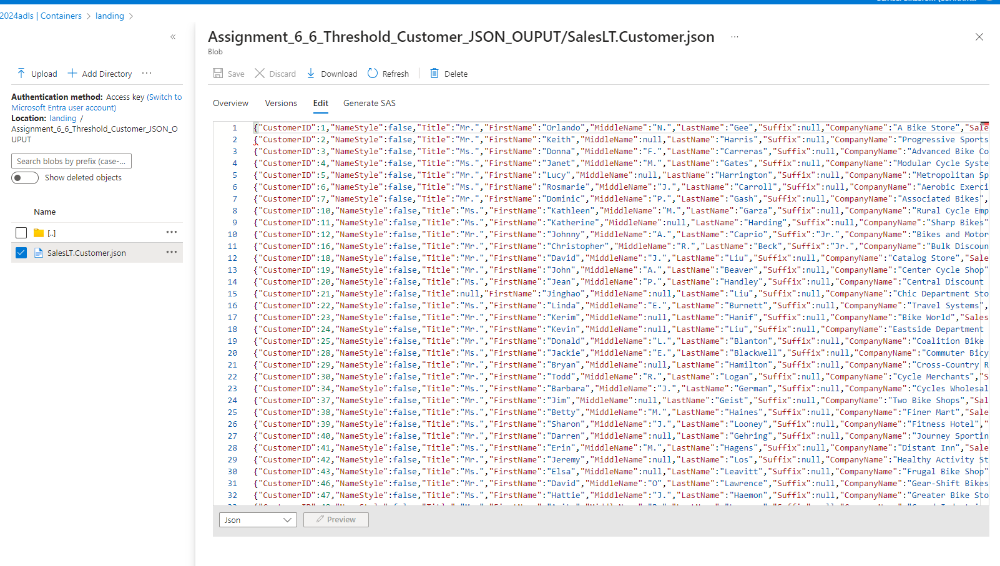 2024adls | Containers > landing >
Assignment_6_6_Threshold_Customer_JSON_OUPUT/SalesLT.Customer.json ...
Blob
Upload Add Directory ...
Save Discard Download Refresh Delete
Authentication method: Access key (Switch to
Microsoft Entra user account)
Location: landing /
Assignment_6_6_Threshold_Customer_JSON_O
UPUT
Search blobs by prefix (case-...
Show deleted objects
Name
[..]
SalesLT.Customer.json
Overview Versions Edit Generate SAS
1 {"CustomerID":1,"NameStyle":false,"Title":"Mr.","FirstName":"Orlando","MiddleName":"N.","LastName":"Gee","Suffix":null,"CompanyName":"A Bike Store","Sale
2 {"CustomerID":2,"NameStyle":false,"Title":"Mr.","FirstName":"Keith","MiddleName":null,"LastName":"Harris","Suffix":null,"CompanyName":"Progressive Sports
3 {"CustomerID":3,"NameStyle":false,"Title":"Ms.","FirstName":"Donna","MiddleName":"F.","LastName":"Carreras","Suffix":null,"CompanyName":"Advanced Bike Co
4 {"CustomerID":4,"NameStyle":false,"Title":"Ms.","FirstName":"Janet","MiddleName":"M.","LastName":"Gates","Suffix":null,"CompanyName":"Modular Cycle Syste
5 {"CustomerID":5,"NameStyle":false,"Title":"Mr.","FirstName":"Lucy","MiddleName":null,"LastName":"Harrington","Suffix":null,"CompanyName":"Metropolitan Sp
6 {"CustomerID":6,"NameStyle":false,"Title":"Ms.","FirstName":"Rosmarie","MiddleName":"J.","LastName":"Carroll","Suffix":null,"CompanyName":"Aerobic Exerci
7 {"CustomerID":7,"NameStyle":false,"Title":"Mr.","FirstName":"Dominic","MiddleName":"P.","LastName":"Gash","Suffix":null,"CompanyName":"Associated Bikes",
8 {"CustomerID":10,"NameStyle":false,"Title":"Ms.","FirstName":"Kathleen","MiddleName":"M.","LastName":"Garza","Suffix":null,"CompanyName":"Rural Cycle Emp
9 {"CustomerID":11,"NameStyle":false,"Title":"Ms.","FirstName":"Katherine","MiddleName":null,"LastName":"Harding","Suffix":null,"CompanyName":"Sharp Bikes"
10 {"CustomerID":12,"NameStyle":false,"Title":"Mr.","FirstName":"Johnny","MiddleName":"A.","LastName":"Caprio","Suffix":"Jr.","CompanyName":"Bikes and Motor
11 {"CustomerID":16,"NameStyle":false,"Title":"Mr.","FirstName":"Christopher","MiddleName":"R.","LastName":"Beck","Suffix":"Jr.","CompanyName":"Bulk Discoun
12 {"CustomerID":18,"NameStyle":false,"Title":"Mr.","FirstName":"David","MiddleName":"J.","LastName":"Liu","Suffix":null,"CompanyName":"Catalog Store","Sale
13 {"CustomerID":19,"NameStyle":false,"Title":"Mr.","FirstName":"John","MiddleName":"A.","LastName":"Beaver","Suffix":null,"CompanyName":"Center Cycle Shop"
14 {"CustomerID":20,"NameStyle":false,"Title":"Ms.","FirstName":"Jean","MiddleName":"P.","LastName":"Handley","Suffix":null,"CompanyName":"Central Discount
15 {"CustomerID":21,"NameStyle":false,"Title":null,"FirstName":"Jinghao","MiddleName":null,"LastName":"Liu","Suffix":null,"CompanyName":"Chic Department Sto
16 {"CustomerID":22,"NameStyle":false,"Title":"Ms.","FirstName":"Linda","MiddleName":"E.","LastName":"Burnett","Suffix":null,"CompanyName":"Travel Systems",
17 {"CustomerID":23,"NameStyle":false,"Title":"Mr.","FirstName":"Kerim","MiddleName":null,"LastName":"Hanif","Suffix":null,"CompanyName":"Bike World","Sales
18 {"CustomerID":24,"NameStyle":false,"Title":"Mr.","FirstName":"Kevin","MiddleName":null,"LastName":"Liu","Suffix":null,"CompanyName":"Eastside Department
19 {"CustomerID":25,"NameStyle":false,"Title":"Mr.","FirstName":"Donald","MiddleName":"L.","LastName":"Blanton","Suffix":null,"CompanyName":"Coalition Bike
20 {"CustomerID":28,"NameStyle":false,"Title":"Ms.","FirstName":"Jackie","MiddleName":"E.","LastName":"Blackwell","Suffix":null,"CompanyName":"Commuter Bicy
21 {"CustomerID":29,"NameStyle":false,"Title":"Mr.","FirstName":"Bryan","MiddleName":null,"LastName":"Hamilton","Suffix":null,"CompanyName":"Cross-Country R
22 {"CustomerID":30,"NameStyle":false,"Title":"Mr.","FirstName":"Todd","MiddleName":"R.","LastName":"Logan","Suffix":null,"CompanyName":"Cycle Merchants","S
23 {"CustomerID":34,"NameStyle":false,"Title":"Ms.","FirstName":"Barbara","MiddleName":"J.","LastName":"German","Suffix":null,"CompanyName":"Cycles Wholesal
24 {"CustomerID":37,"NameStyle":false,"Title":"Mr.","FirstName":"Jim","MiddleName":null,"LastName":"Geist","Suffix":null,"CompanyName":"Two Bike Shops","Sal
25 {"CustomerID":38,"NameStyle":false,"Title":"Ms.","FirstName":"Betty","MiddleName":"M.","LastName":"Haines","Suffix":null,"CompanyName":"Finer Mart","Sale
26 {"CustomerID":39,"NameStyle":false,"Title":"Ms.","FirstName":"Sharon","MiddleName":"J.","LastName":"Looney","Suffix":null,"CompanyName":"Fitness Hotel","
27 {"CustomerID":40,"NameStyle":false,"Title":"Mr.","FirstName":"Darren","MiddleName":null,"LastName":"Gehring","Suffix":null,"CompanyName":"Journey Sportin
28 {"CustomerID":41,"NameStyle":false,"Title":"Ms.","FirstName":"Erin","MiddleName":"M.","LastName":"Hagens","Suffix":null,"CompanyName":"Distant Inn","Sale
29 {"CustomerID":42,"NameStyle":false,"Title":"Mr.","FirstName":"Jeremy","MiddleName":null,"LastName":"Los","Suffix":null,"CompanyName":"Healthy Activity St
30 {"CustomerID":43,"NameStyle":false,"Title":"Ms.","FirstName":"Elsa","MiddleName":null,"LastName":"Leavitt","Suffix":null,"CompanyName":"Frugal Bike Shop"
31 {"CustomerID":46,"NameStyle":false,"Title":"Mr.","FirstName":"David","MiddleName":"O","LastName":"Lawrence","Suffix":null,"CompanyName":"Gear-Shift Bikes
32 {"CustomerID":47,"NameStyle":false,"Title":"Ms.","FirstName":"Hattie","MiddleName":"J.","LastName":"Haemon","Suffix":null,"CompanyName":"Greater Bike Sto
Json Preview